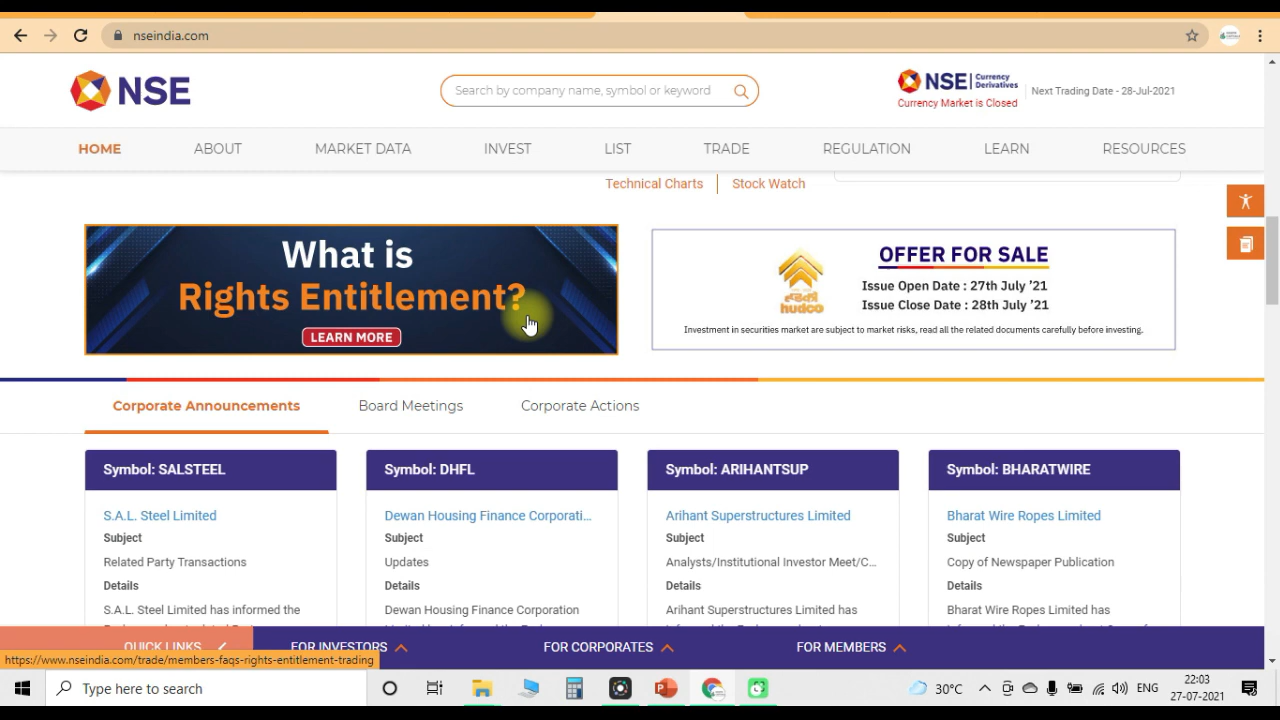 nseindia.com
NSE
Search by company name, symbol or keyword
NSE Currency Derivatives
Currency Market is Closed
Next Trading Date - 28-Jul-2021
HOME ABOUT MARKET DATA INVEST LIST TRADE REGULATION LEARN RESOURCES
Technical Charts | Stock Watch
What is
Rights Entitlement?
LEARN MORE
हडको
hudco
OFFER FOR SALE
Issue Open Date : 27th July '21
Issue Close Date : 28th July '21
Investment in securities market are subject to market risks, read all the related documents carefully before investing.
Corporate Announcements Board Meetings Corporate Actions
Symbol: SALSTEEL
S.A.L. Steel Limited
Subject
Related Party Transactions
Details
S.A.L. Steel Limited has informed the
Symbol: DHFL
Dewan Housing Finance Corporati...
Subject
Updates
Details
Dewan Housing Finance Corporation
Symbol: ARIHANTSUP
Arihant Superstructures Limited
Subject
Analysts/Institutional Investor Meet/C...
Details
Arihant Superstructures Limited has
Symbol: BHARATWIRE
Bharat Wire Ropes Limited
Subject
Copy of Newspaper Publication
Details
Bharat Wire Ropes Limited has
QUICK LINKS FOR INVESTORS FOR CORPORATES FOR MEMBERS
https://www.nseindia.com/trade/members-faqs-rights-entitlement-trading
Type here to search
30°C
ENG
22:03
27-07-2021